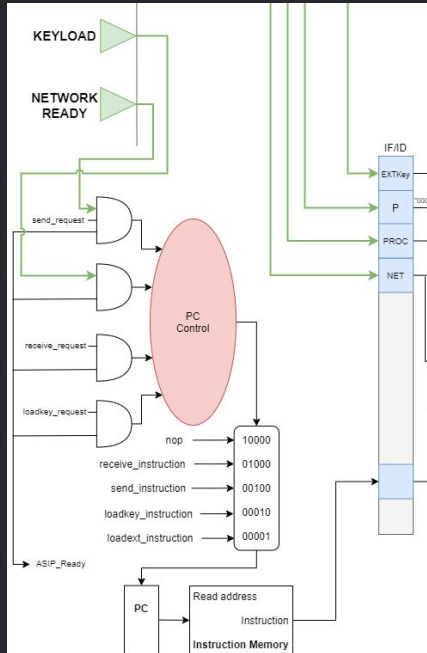 KEYLOAD
NETWORK
READY
IF/ID
EXTKey
P
PROC
NET
send_request
receive_request
loadkey_request
PC
Control
nop
10000
receive_instruction
01000
send_instruction
00100
loadkey_instruction
00010
loadext_instruction
00001
ASIP_Ready
PC
Read address
Instruction
Instruction Memory